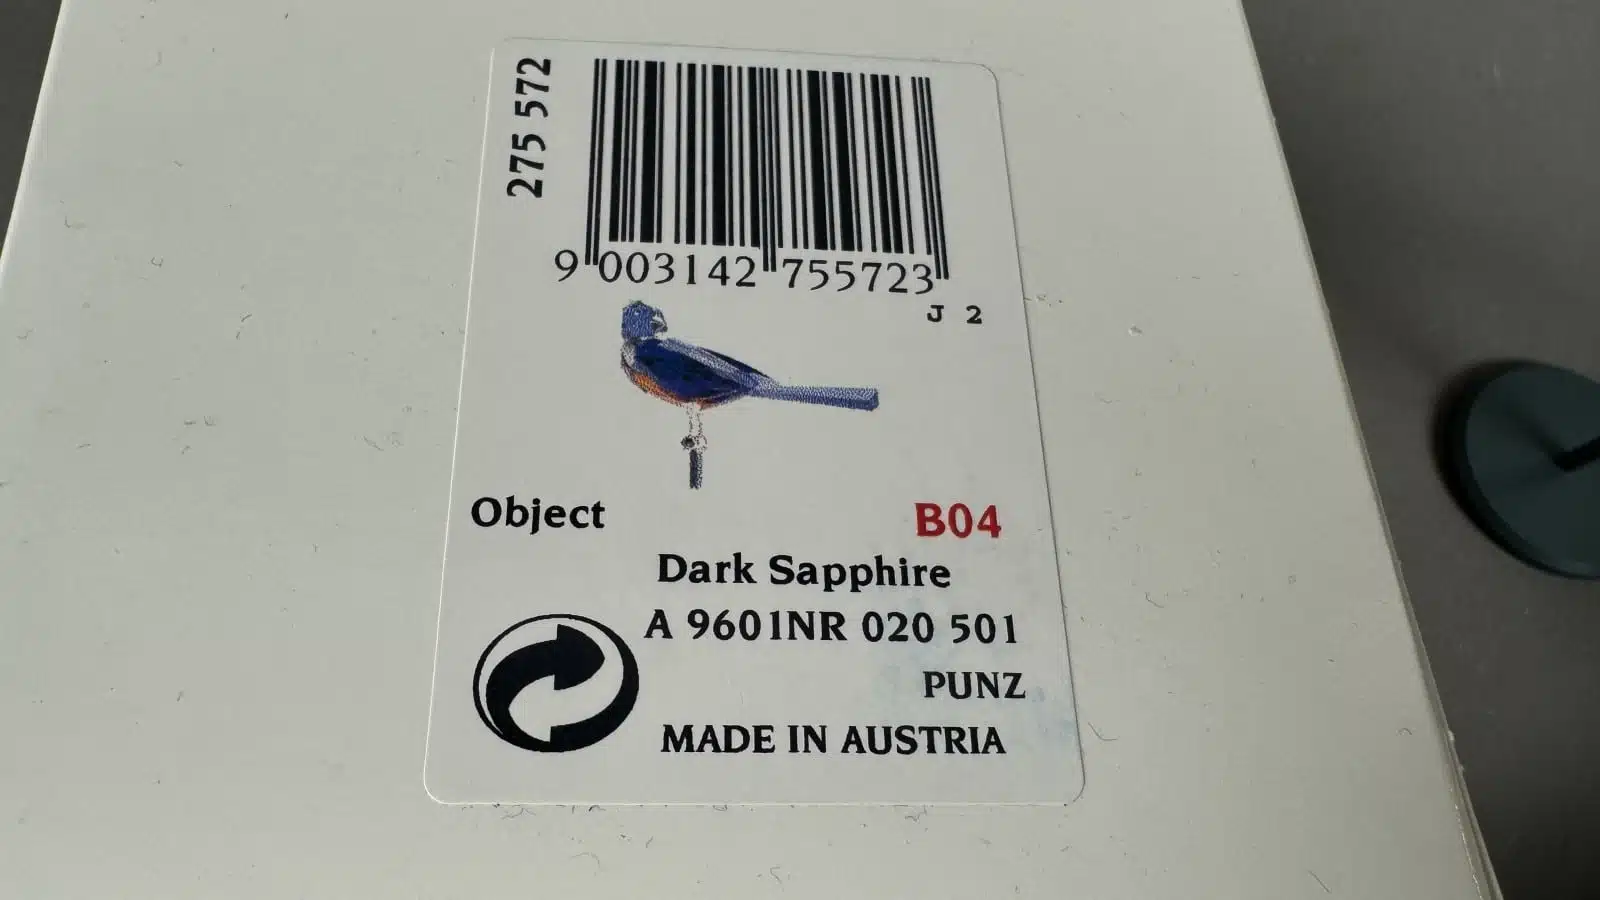 275 572
9 003142 755723
J 2
Object B04
Dark Sapphire
A 9601NR 020 501
PUNZ
MADE IN AUSTRIA